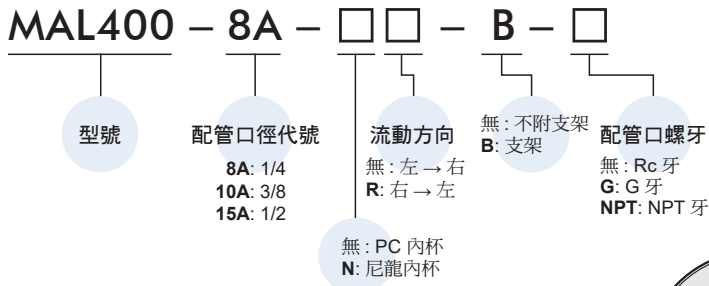 MAL400 – 8A – □□ – B – □
型號
配管口徑代號
8A: 1/4
10A: 3/8
15A: 1/2
無 : PC 內杯
N: 尼龍內杯
流動方向
無 : 左 → 右
R: 右 → 左
無 : 不附支架
B: 支架
配管口螺牙
無 : Rc 牙
G: G 牙
NPT: NPT 牙